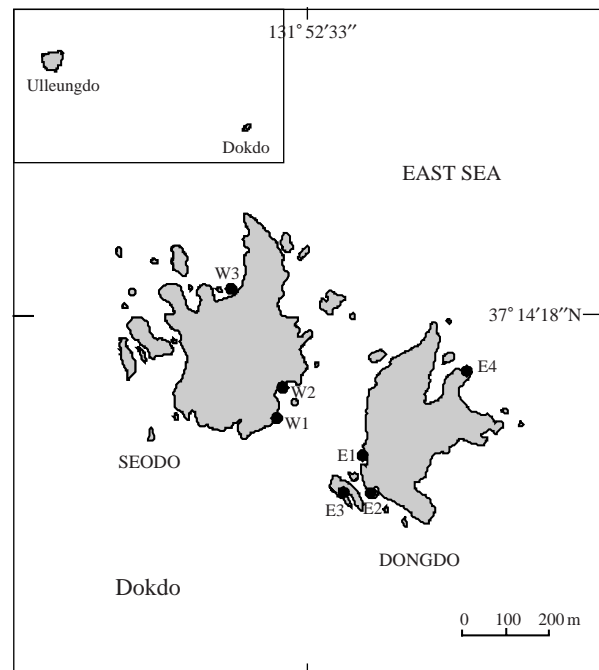 131° 52′33″
Ulleungdo
Dokdo
EAST SEA
W3
37° 14′18″N
E4
W2
W1
SEODO
E1
E3
E2
DONGDO
Dokdo
0 100 200 m